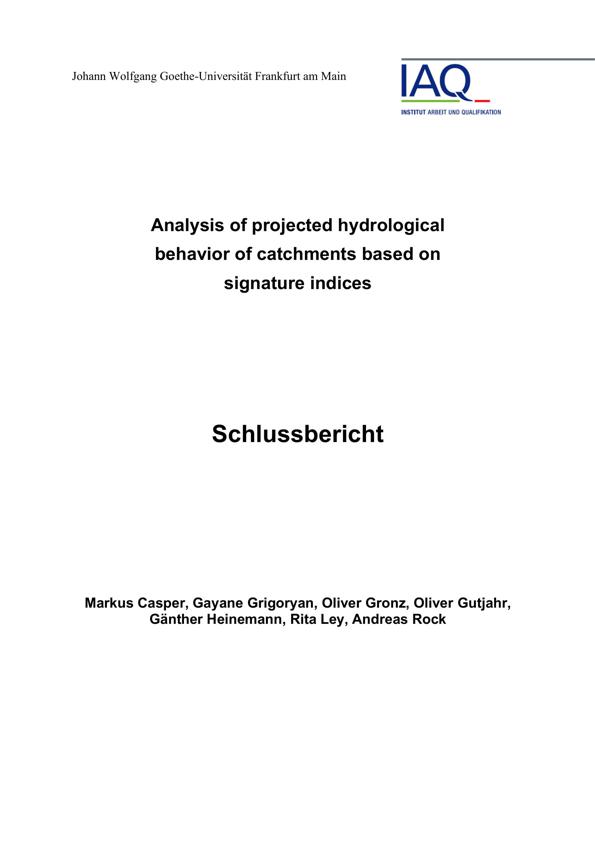 Johann Wolfgang Goethe-Universität Frankfurt am Main
IAQ
INSTITUT ARBEIT UND QUALIFIKATION
Analysis of projected hydrological
behavior of catchments based on
signature indices
Schlussbericht
Markus Casper, Gayane Grigoryan, Oliver Gronz, Oliver Gutjahr,
Gänther Heinemann, Rita Ley, Andreas Rock